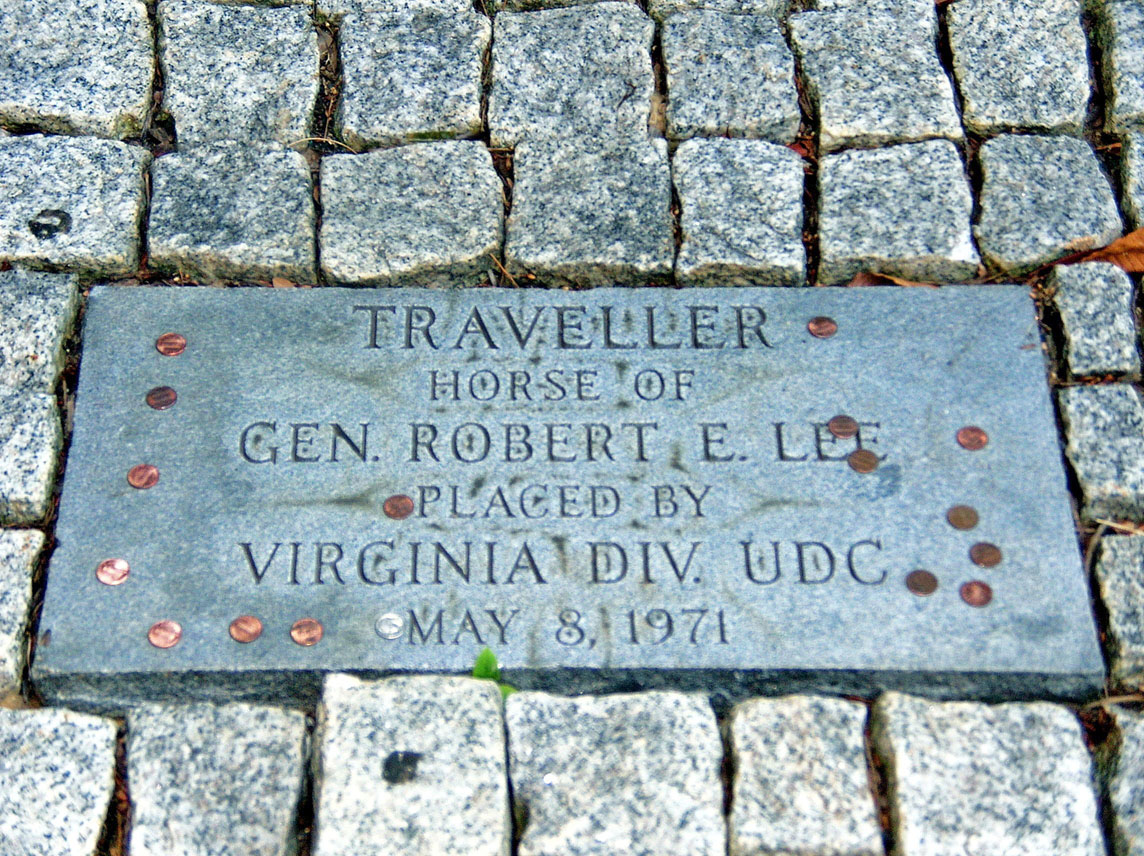 TRAVELLER
HORSE OF
GEN. ROBERT E. LEE
PLACED BY
VIRGINIA DIV. UDC
MAY 8, 1971